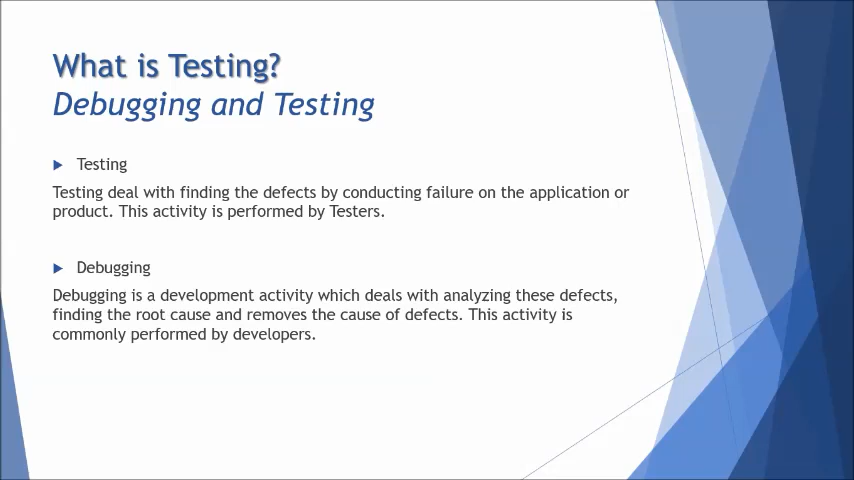 What is Testing?
Debugging and Testing
Testing
Testing deal with finding the defects by conducting failure on the application or
product. This activity is performed by Testers.
Debugging
Debugging is a development activity which deals with analyzing these defects,
finding the root cause and removes the cause of defects. This activity is
commonly performed by developers.